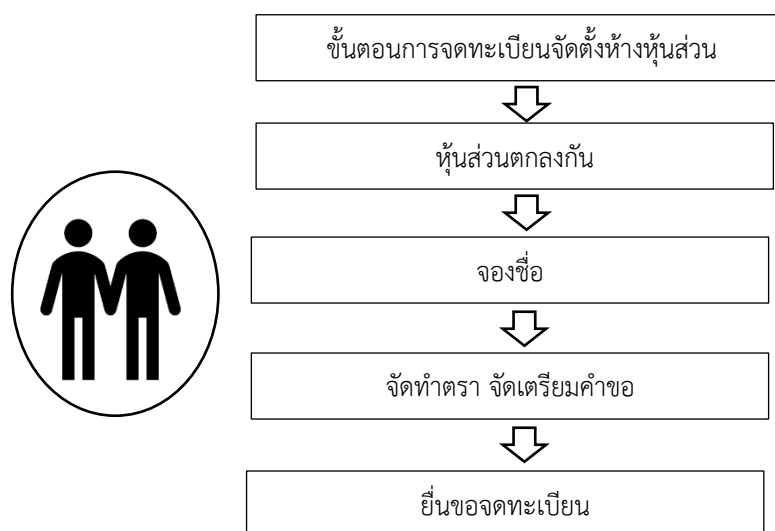 ขั้นตอนการจดทะเบียนจัดตั้งห้างหุ้นส่วน
หุ้นส่วนตกลงกัน
จองชื่อ
จัดทำตรา จัดเตรียมคำขอ
ยื่นขอจดทะเบียน